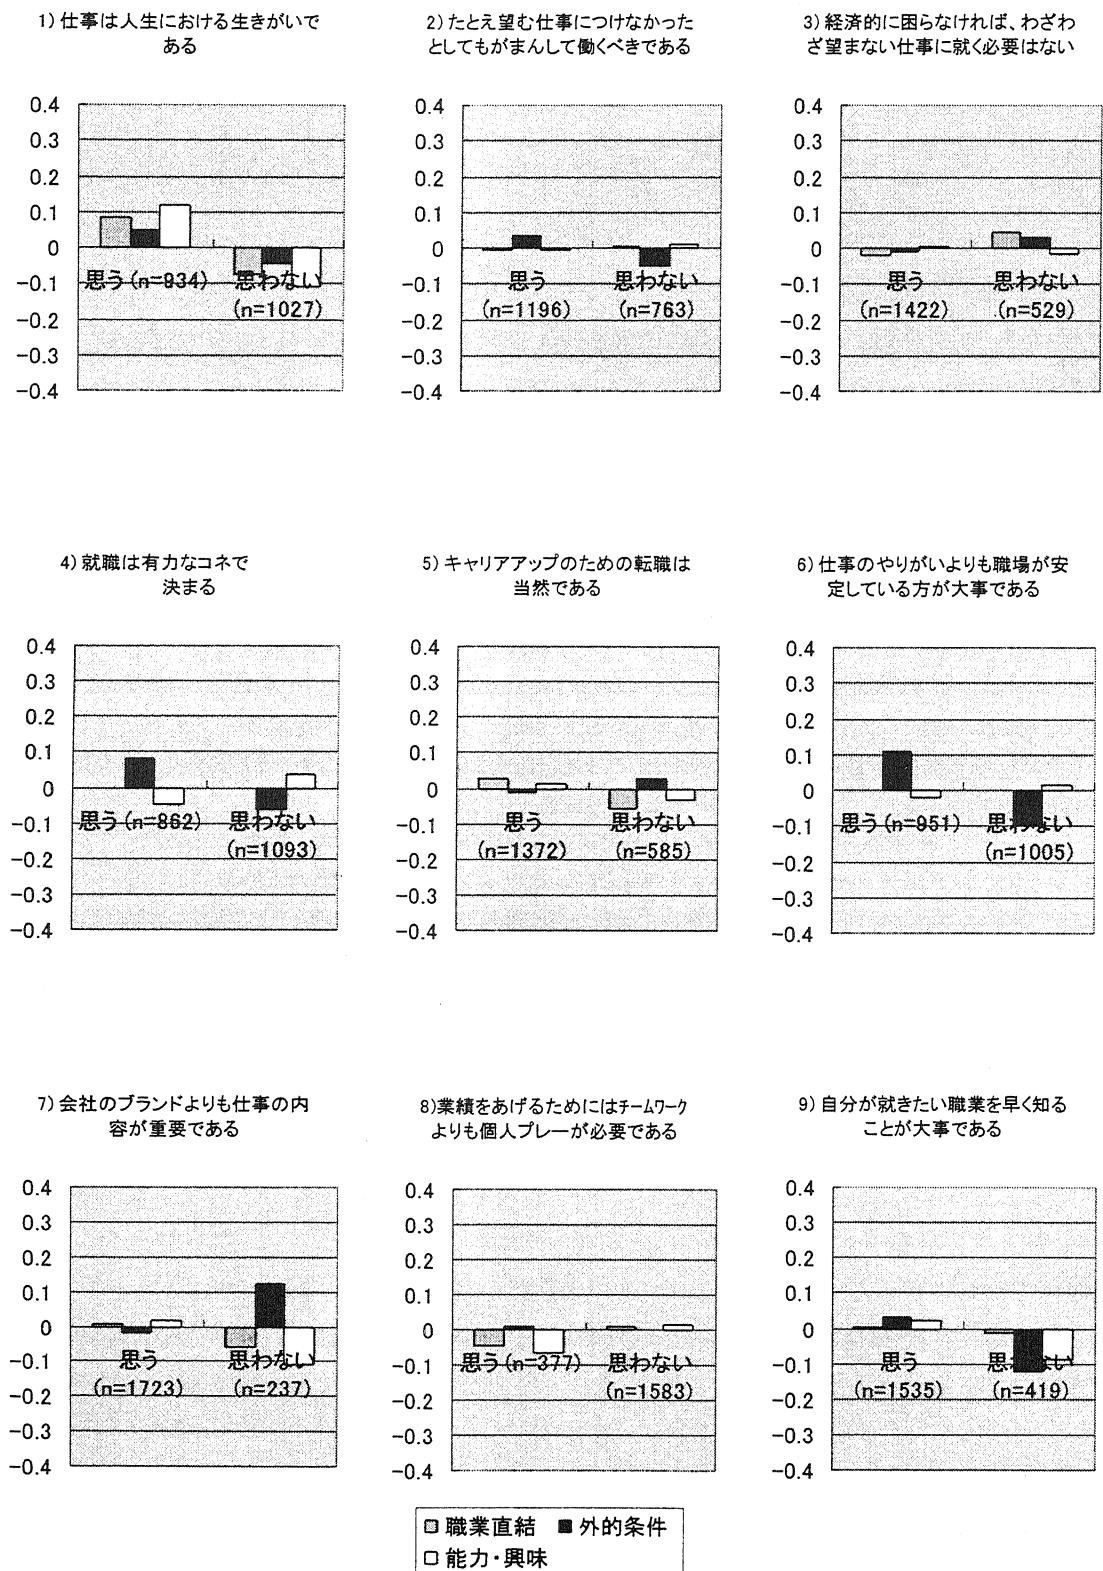 1) 仕事は人生における生きがいで
ある
0.4
0.3
0.2
0.1
0
-0.1
-0.2
-0.3
-0.4
思う(n=934)
思わない
(n=1027)
2) たとえ望む仕事につけなかった
としてもがまんして働くべきである
0.4
0.3
0.2
0.1
0
-0.1
-0.2
-0.3
-0.4
思う
(n=1196)
思わない
(n=763)
3) 経済的に困らなければ、わざわ
ざ望まない仕事に就く必要はない
0.4
0.3
0.2
0.1
0
-0.1
-0.2
-0.3
-0.4
思う
(n=1422)
思わない
(n=529)
4) 就職は有力なコネで
決まる
0.4
0.3
0.2
0.1
0
-0.1
-0.2
-0.3
-0.4
思う(n=862)
思わない
(n=1093)
5) キャリアアップのための転職は
当然である
0.4
0.3
0.2
0.1
0
-0.1
-0.2
-0.3
-0.4
思う
(n=1372)
思わない
(n=585)
6) 仕事のやりがいよりも職場が安
定している方が大事である
0.4
0.3
0.2
0.1
0
-0.1
-0.2
-0.3
-0.4
思う(n=951)
思わない
(n=1005)
7) 会社のブランドよりも仕事の内
容が重要である
0.4
0.3
0.2
0.1
0
-0.1
-0.2
-0.3
-0.4
思う
(n=1723)
思わない
(n=237)
8)業績をあげるためにはチームワーク
よりも個人プレーが必要である
0.4
0.3
0.2
0.1
0
-0.1
-0.2
-0.3
-0.4
思う(n=377)
思わない
(n=1583)
9) 自分が就きたい職業を早く知る
ことが大事である
0.4
0.3
0.2
0.1
0
-0.1
-0.2
-0.3
-0.4
思う
(n=1535)
思わない
(n=419)
職業直結 外的条件
能力・興味